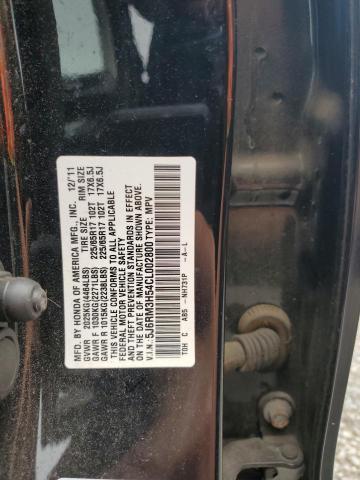 MFD. BY HONDA OF AMERICA MFG., INC. 12/11
TIRE SIZE RIM SIZE
GVWR 2025KG(4464LBS)
GAWR F 1030KG(2271LBS) 225/65R17 102T 17X6.5J
GAWR R 1015KG(2238LBS) 225/65R17 102T 17X6.5J
THIS VEHICLE CONFORMS TO ALL APPLICABLE
FEDERAL MOTOR VEHICLE SAFETY
AND THEFT PREVENTION STANDARDS IN EFFECT
ON THE DATE OF MANUFACTURE SHOWN ABOVE.
V.I.N.: 5J6RM3H54CL002800 TYPE: MPV
TDH C AB5 -NH731P -A-L